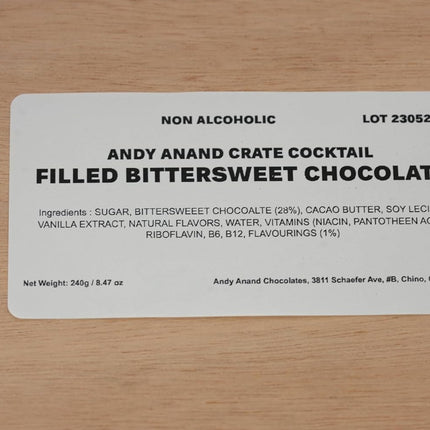 NON ALCOHOLIC LOT 23052
ANDY ANAND CRATE COCKTAIL
FILLED BITTERSWEET CHOCOLAT
Ingredients : SUGAR, BITTERSWEEET CHOCOALTE (28%), CACAO BUTTER, SOY LECI
VANILLA EXTRACT, NATURAL FLAVORS, WATER, VITAMINS (NIACIN, PANTOTHEEN AC
RIBOFLAVIN, B6, B12, FLAVOURINGS (1%)
Net Weight: 240g / 8.47 oz Andy Anand Chocolates, 3811 Schaefer Ave, #B, Chino,